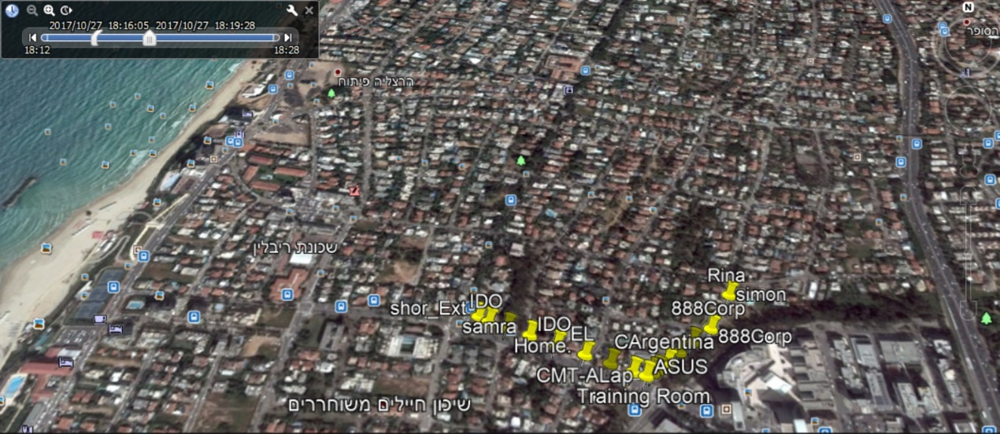 2017/10/27 18:16:05 2017/10/27 18:19:28
18:12 18:28
N
הסופר
הרצליה פיתוח
שכונת ריבלין
Rina
simon
888Corp
shor_Ext IDO
samra IDO
EL
888Corp
Home.
CArgentina
CMT-ALap ASUS
Training Room
שיכון חיילים משוחררים